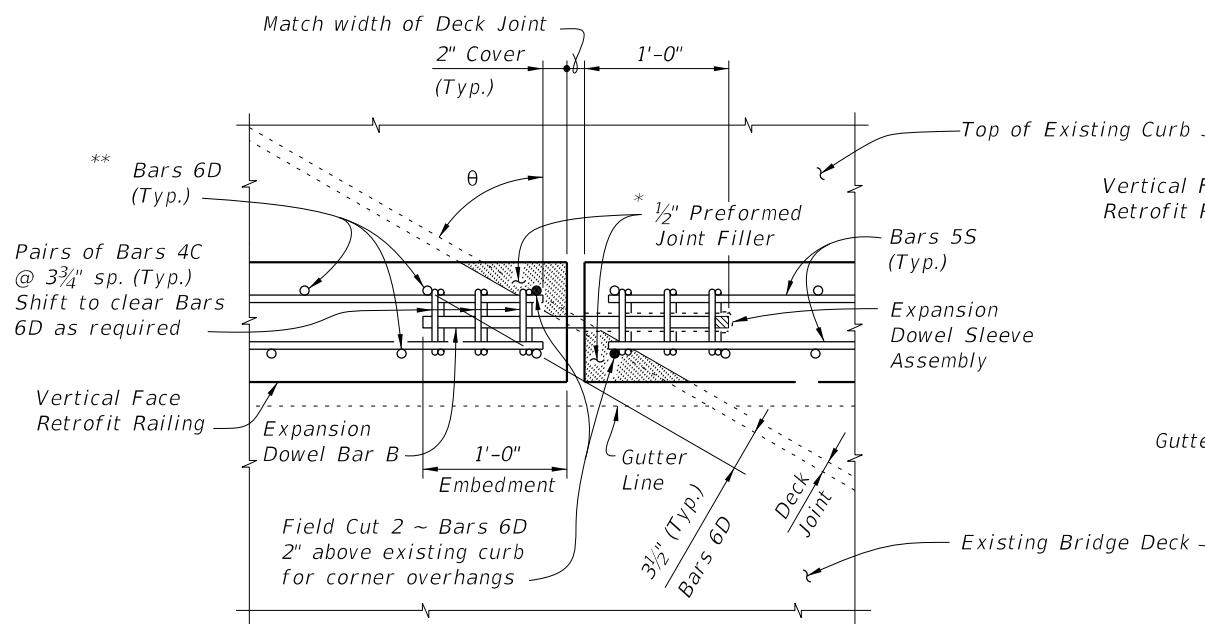 Match width of Deck Joint
2" Cover
(Typ.)
1'-0"
Top of Existing Curb
**
Bars 6D
(Typ.)
θ
*
½" Preformed
Joint Filler
Vertical
Retrofit
Pairs of Bars 4C
@ 3¾" sp. (Typ.)
Shift to clear Bars
6D as required
Bars 5S
(Typ.)
Expansion
Dowel Sleeve
Assembly
Vertical Face
Retrofit Railing
Expansion
Dowel Bar B
1'-0"
Embedment
Gutter
Line
3½" (Typ.)
Bars 6D
Deck
Joint
Field Cut 2 ~ Bars 6D
2" above existing curb
for corner overhangs
Existing Bridge Deck